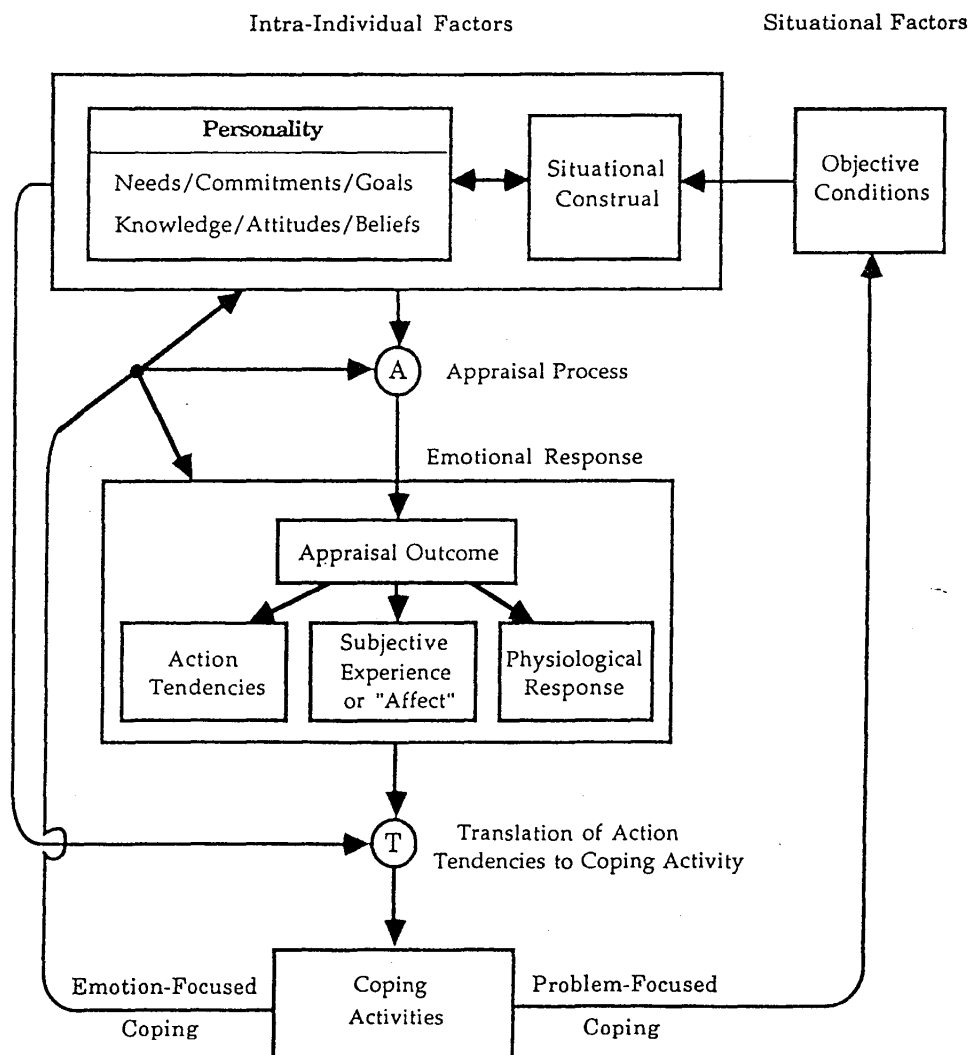 Intra-Individual Factors
Situational Factors
Personality
Needs/Commitments/Goals
Knowledge/Attitudes/Beliefs
Situational
Construal
Objective
Conditions
A
Appraisal Process
Emotional Response
Appraisal Outcome
Action
Tendencies
Subjective
Experience
or "Affect"
Physiological
Response
T
Translation of Action
Tendencies to Coping Activity
Emotion-Focused
Coping
Coping
Activities
Problem-Focused
Coping